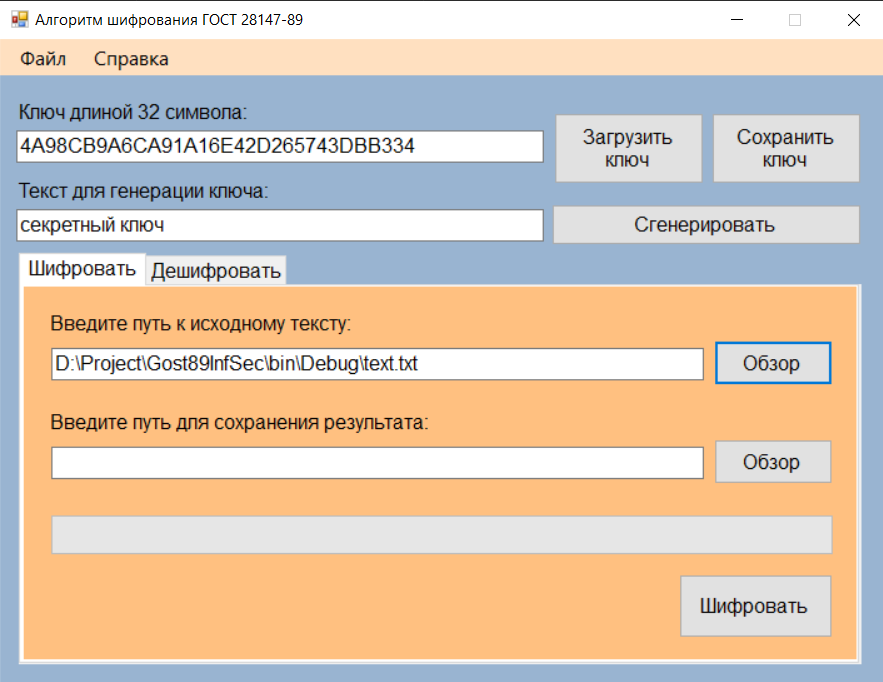 Алгоритм шифрования ГОСТ 28147-89
Файл Справка
Ключ длиной 32 символа:
4A98CB9A6CA91A16E42D265743DBB334
Загрузить
ключ
Сохранить
ключ
Текст для генерации ключа:
секретный ключ
Сгенерировать
Шифровать Дешифровать
Введите путь к исходному тексту:
D:\Project\Gost89InfSec\bin\Debug\text.txt
Обзор
Введите путь для сохранения результата:
Обзор
Шифровать